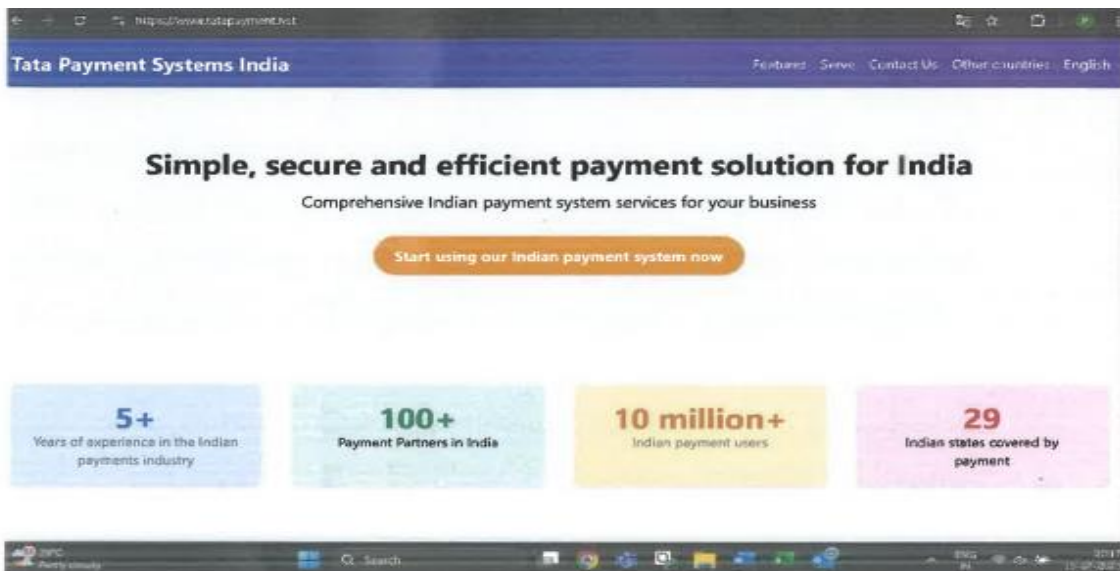 https://www.tatapayment.net
Tata Payment Systems India
Features Serve Contact Us Other countries English
Simple, secure and efficient payment solution for India
Comprehensive Indian payment system services for your business
Start using our Indian payment system now
5+
Years of experience in the Indian
payments industry
100+
Payment Partners in India
10 million+
Indian payment users
29
Indian states covered by
payment
29°C
Search
ENG
IN